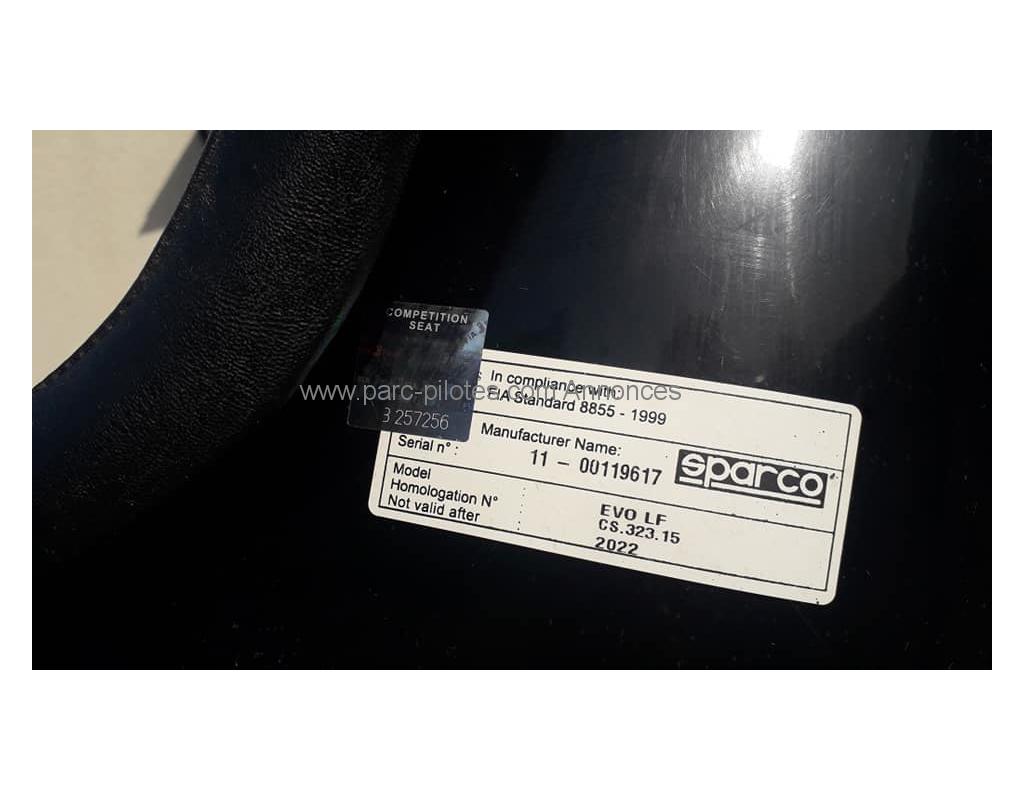 COMPETITION
SEAT
257256
www.parc-pilotes.com Annonces
In compliance with:
FIA Standard 8855 - 1999
Manufacturer Name:
sparco
Serial n° :
11 - 00119617
Model : EVO LF
Homologation N° : CS.323.15
Not valid after : 2022